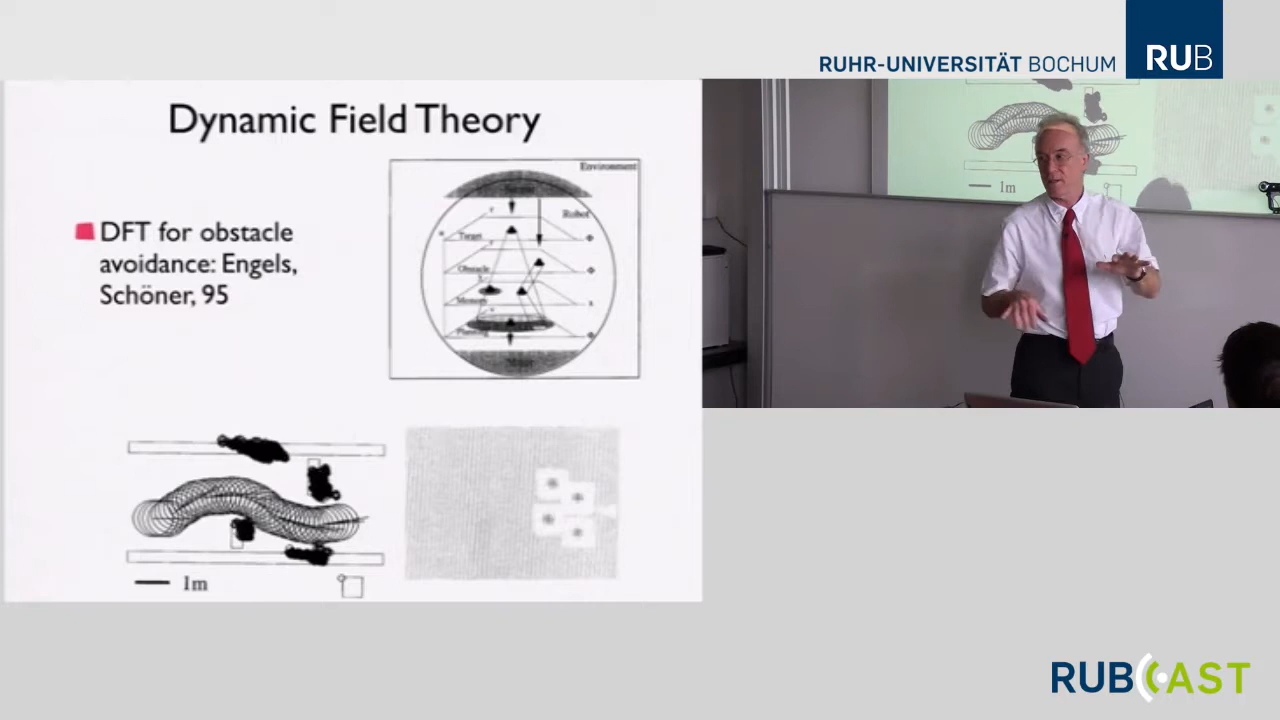 RUHR-UNIVERSITÄT BOCHUM
RUB
Dynamic Field Theory
DFT for obstacle
avoidance: Engels,
Schöner, 95
Environment
Robot
Target
Obstacle
Memory
1m
1m
RUBCAST